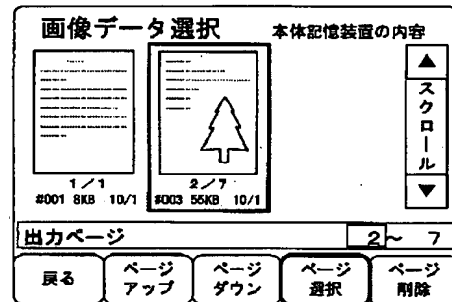 画像データ選択 本体記憶装置の内容
スクロール
1/1 2/7
#001 8KB 10/1 #003 55KB 10/1
出力ページ 2~ 7
戻る ページアップ ページダウン ページ選択 ページ削除